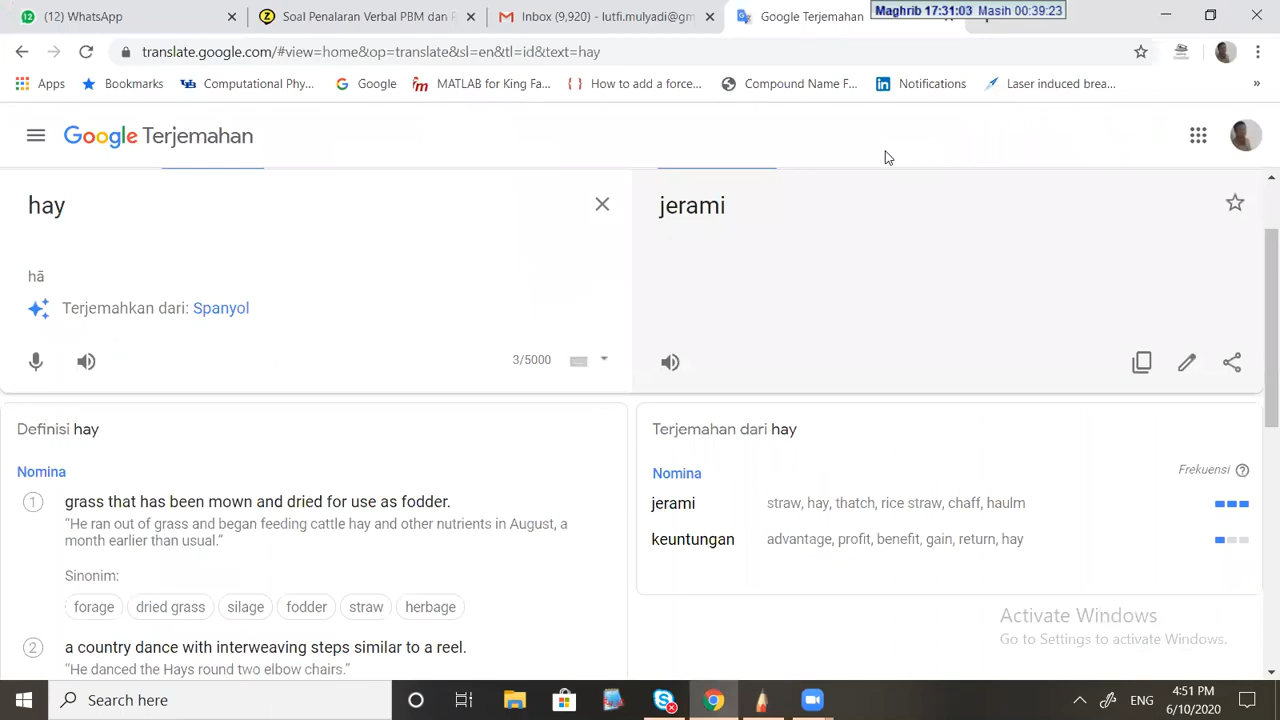 (12) WhatsApp
Soal Penalaran Verbal PBM dan
Inbox (9,920) - lutfi.mulyadi@gm
Google Terjemahan
Maghrib 17:31:03 Masih 00:39:23
translate.google.com/#view=home&op=translate&sl=en&tl=id&text=hay
Apps
Bookmarks
Computational Phy...
Google
MATLAB for King Fa...
How to add a force...
Compound Name F...
Notifications
Laser induced brea...
»
Google Terjemahan
hay
jerami
hā
Terjemahkan dari: Spanyol
3/5000
Definisi hay
Terjemahan dari hay
Nomina
Nomina
Frekuensi
1 grass that has been mown and dried for use as fodder.
"He ran out of grass and began feeding cattle hay and other nutrients in August, a
month earlier than usual."
jerami straw, hay, thatch, rice straw, chaff, haulm
keuntungan advantage, profit, benefit, gain, return, hay
Sinonim:
forage dried grass silage fodder straw herbage
2 a country dance with interweaving steps similar to a reel.
"He danced the Hays round two elbow chairs."
Activate Windows
Go to Settings to activate Windows.
Search here
ENG
4:51 PM
6/10/2020